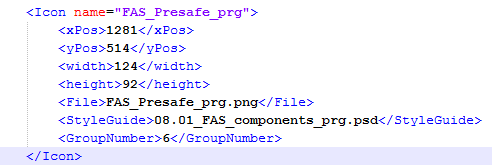 <Icon name="FAS_Presafe_prg">
<xPos>1281</xPos>
<yPos>514</yPos>
<width>124</width>
<height>92</height>
<File>FAS_Presafe_prg.png</File>
<StyleGuide>08.01_FAS_components_prg.psd</StyleGuide>
<GroupNumber>6</GroupNumber>
</Icon>